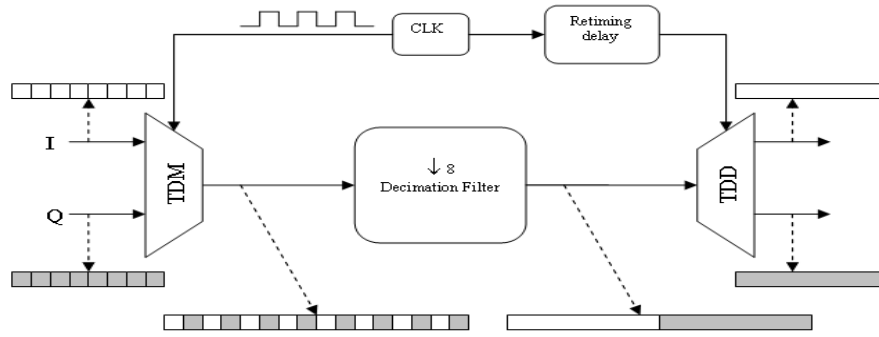 CLK
Retiming
delay
I
TDM
↓ 8
Decimation Filter
TDD
Q